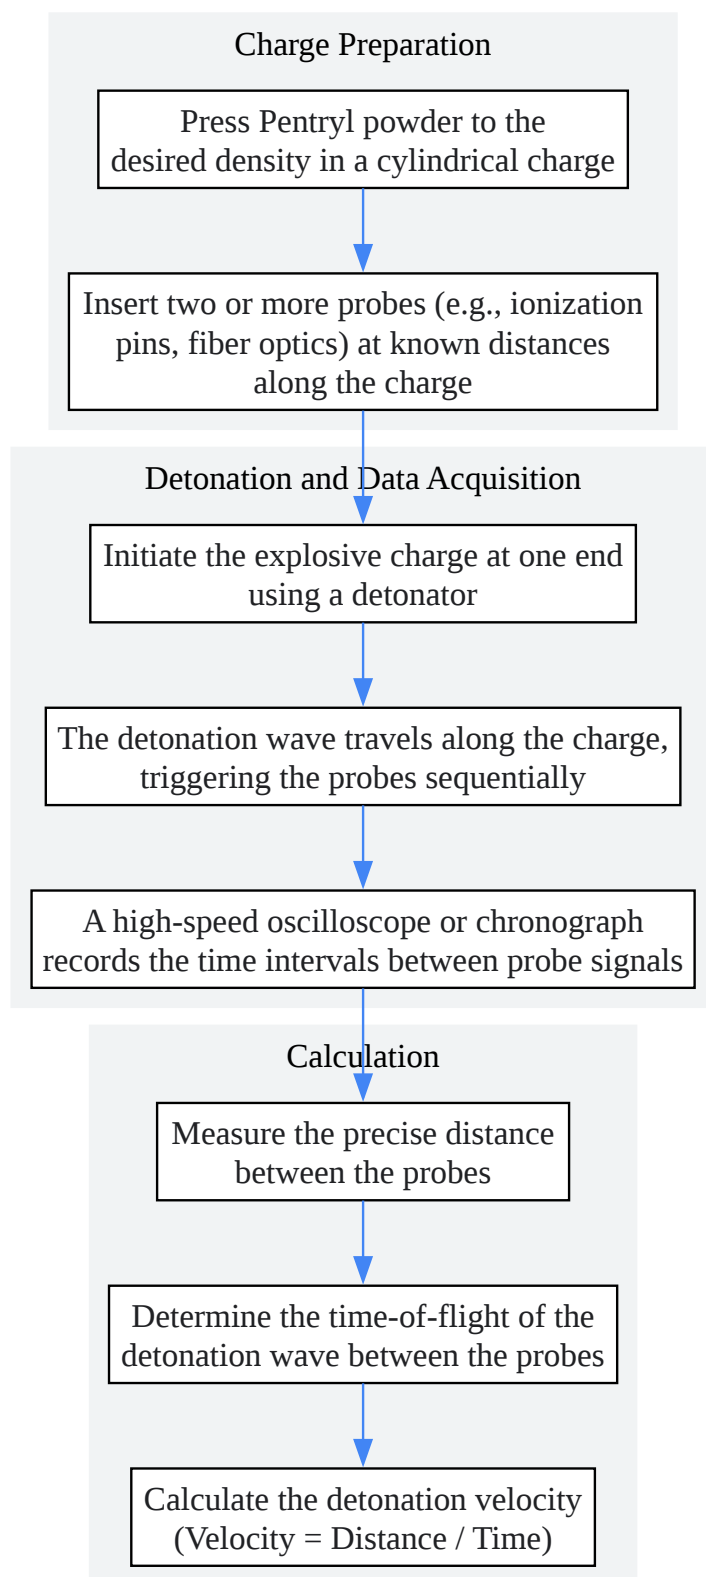 Charge Preparation
Press Pentryl powder to the
desired density in a cylindrical charge
Insert two or more probes (e.g., ionization
pins, fiber optics) at known distances
along the charge
Detonation and Data Acquisition
Initiate the explosive charge at one end
using a detonator
The detonation wave travels along the charge,
triggering the probes sequentially
A high-speed oscilloscope or chronograph
records the time intervals between probe signals
Calculation
Measure the precise distance
between the probes
Determine the time-of-flight of the
detonation wave between the probes
Calculate the detonation velocity
(Velocity = Distance / Time)